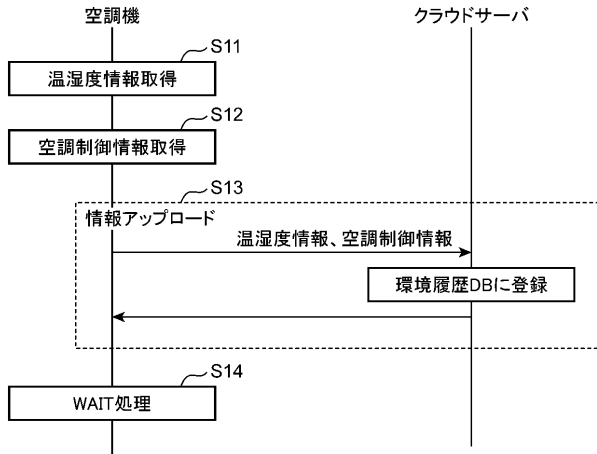 空調機
クラウドサーバ
S11
温湿度情報取得
S12
空調制御情報取得
S13
情報アップロード
温湿度情報、空調制御情報
環境履歴DBに登録
S14
WAIT処理